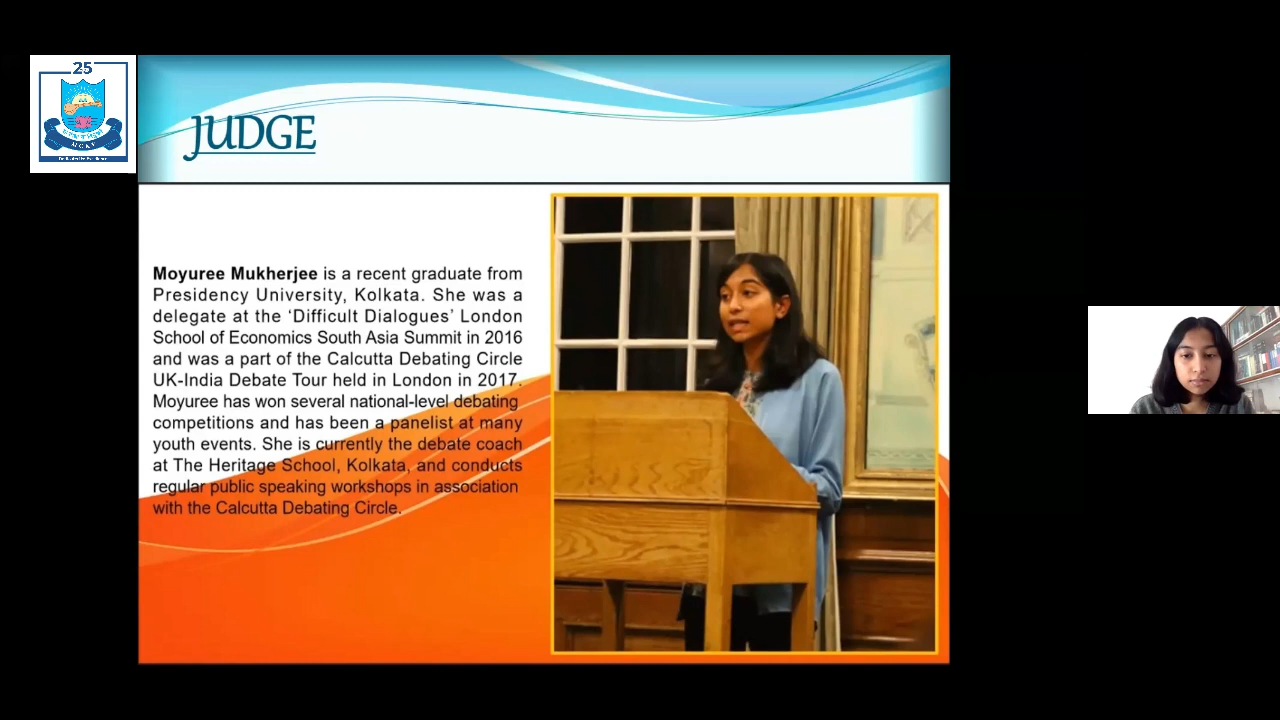 25
MCKV
JUDGE
Moyuree Mukherjee is a recent graduate from
Presidency University, Kolkata. She was a
delegate at the ‘Difficult Dialogues’ London
School of Economics South Asia Summit in 2016
and was a part of the Calcutta Debating Circle
UK-India Debate Tour held in London in 2017.
Moyuree has won several national-level debating
competitions and has been a panelist at many
youth events. She is currently the debate coach
at The Heritage School, Kolkata, and conducts
regular public speaking workshops in association
with the Calcutta Debating Circle.